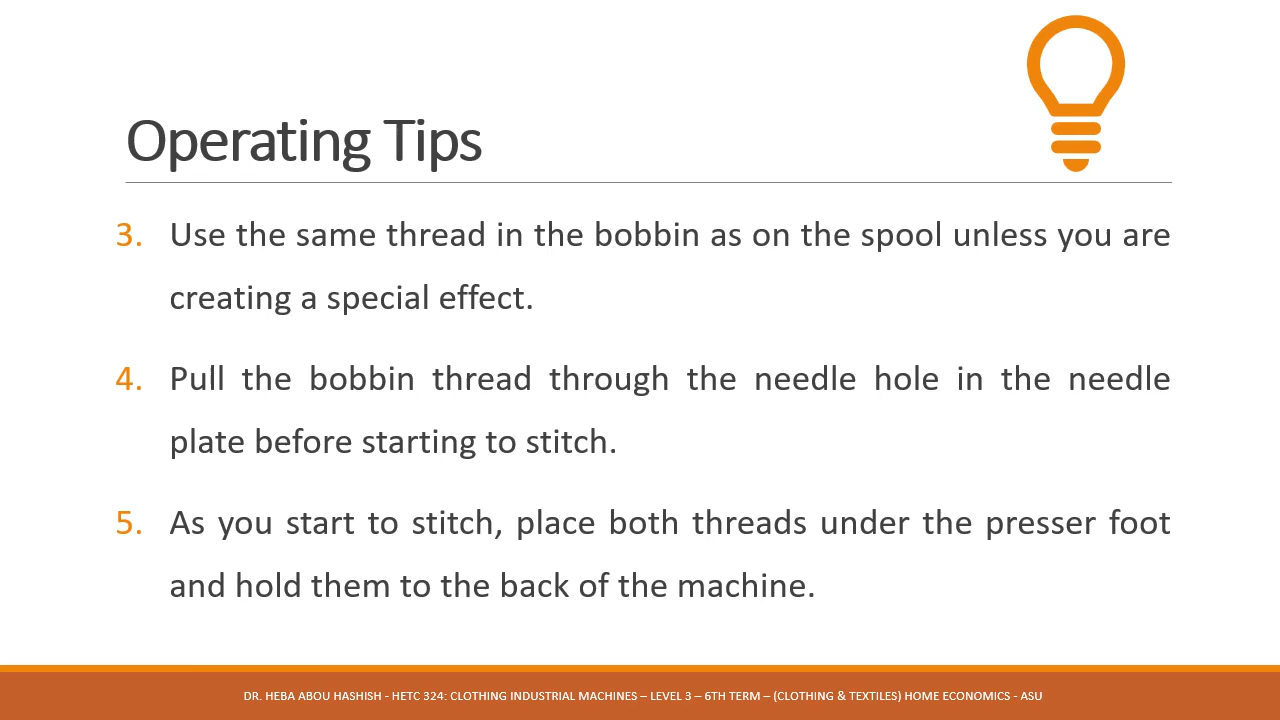 Operating Tips
3. Use the same thread in the bobbin as on the spool unless you are
creating a special effect.
4. Pull the bobbin thread through the needle hole in the needle
plate before starting to stitch.
5. As you start to stitch, place both threads under the presser foot
and hold them to the back of the machine.
DR. HEBA ABOU HASHISH - HETC 324: CLOTHING INDUSTRIAL MACHINES – LEVEL 3 – 6TH TERM – (CLOTHING & TEXTILES) HOME ECONOMICS - ASU